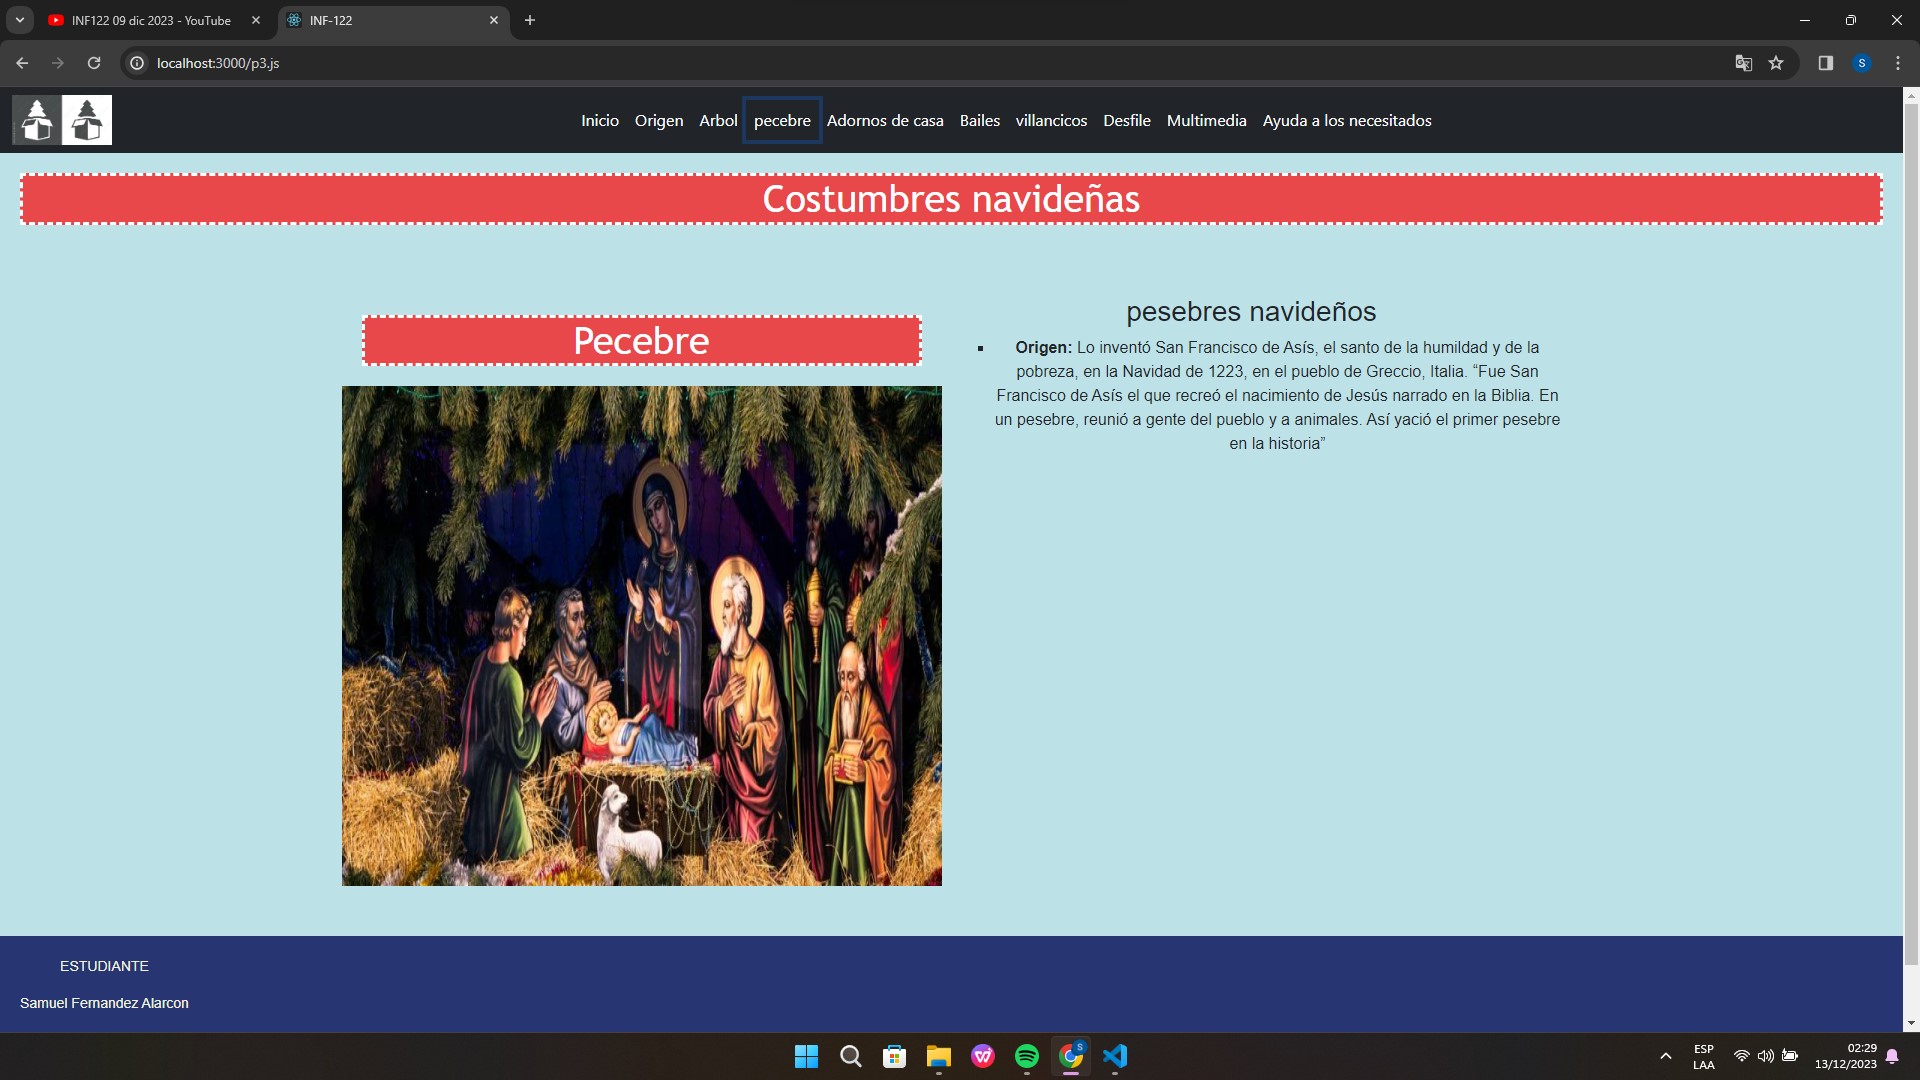 INF122 09 dic 2023 - YouTube
INF-122
localhost:3000/p3.js
S
Inicio Origen Arbol pecebre Adornos de casa Bailes villancicos Desfile Multimedia Ayuda a los necesitados
Costumbres navideñas
Pecebre
pesebres navideños
Origen: Lo inventó San Francisco de Asís, el santo de la humildad y de la
pobreza, en la Navidad de 1223, en el pueblo de Greccio, Italia. “Fue San
Francisco de Asís el que recreó el nacimiento de Jesús narrado en la Biblia. En
un pesebre, reunió a gente del pueblo y a animales. Así yació el primer pesebre
en la historia”
ESTUDIANTE
Samuel Fernandez Alarcon
S
ESP
LAA
02:29
13/12/2023